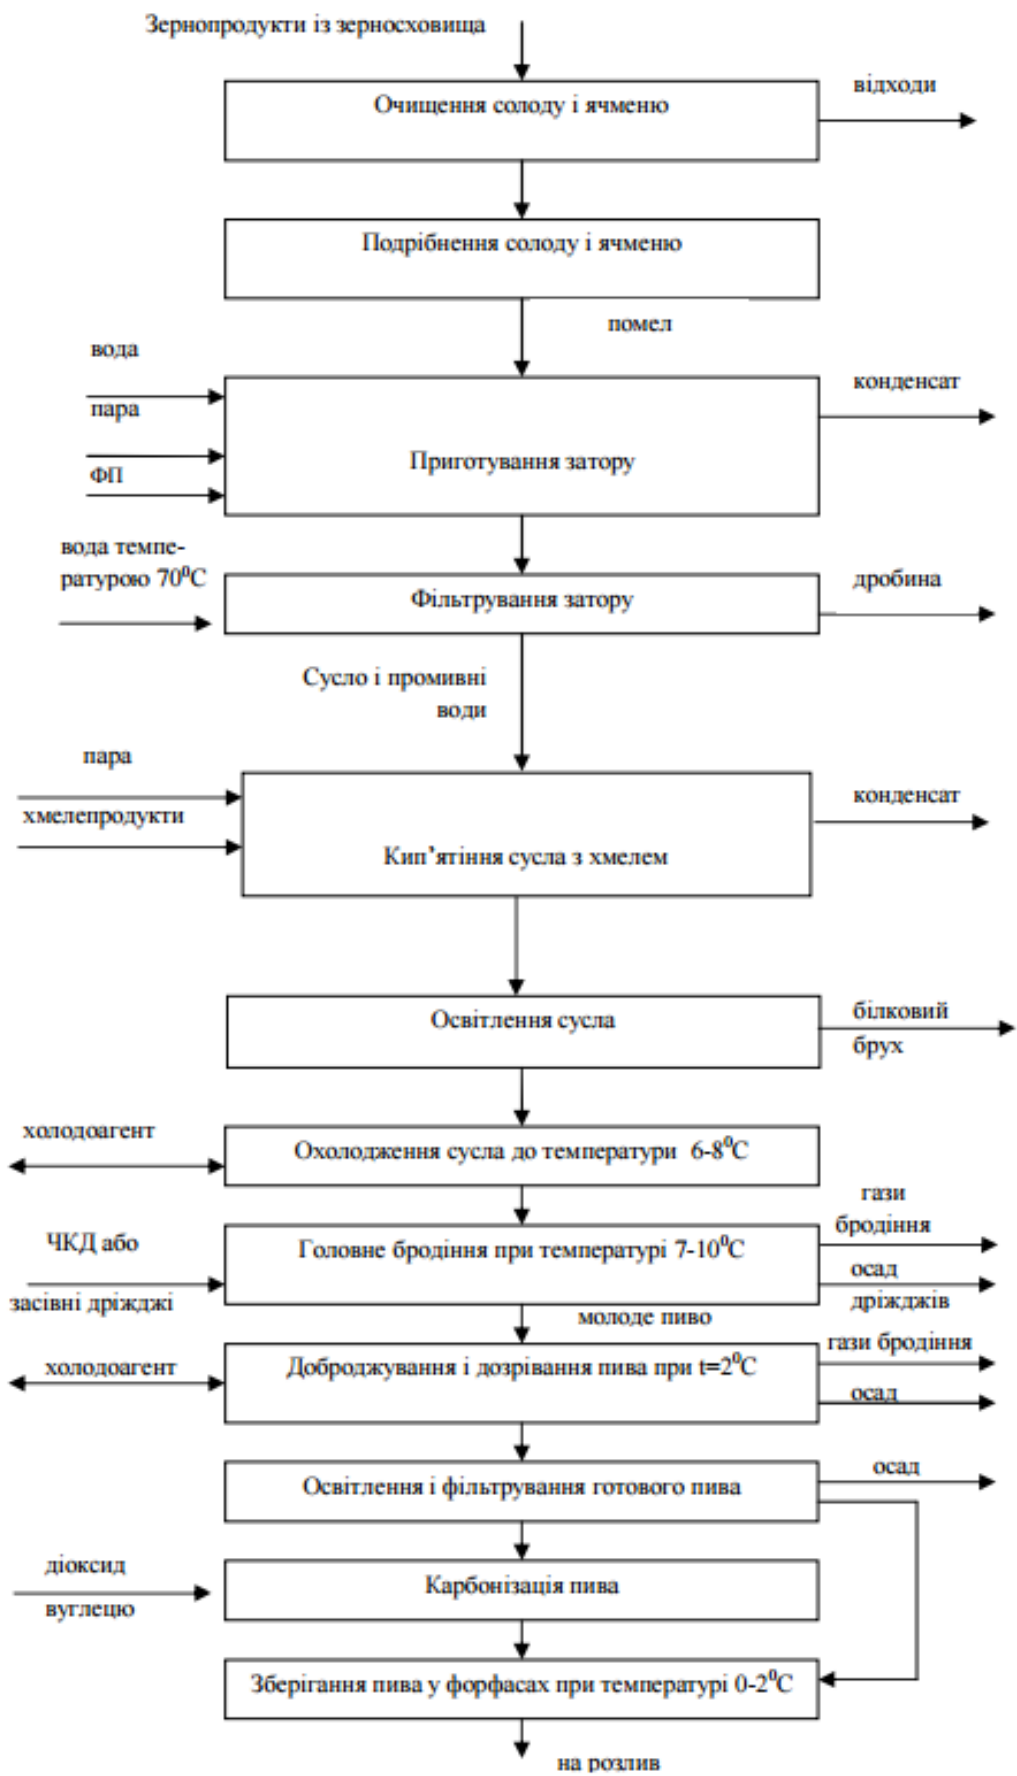 Зернопродукти із зерносховища
Очищення солоду і ячменю
відходи
Подрібнення солоду і ячменю
помел
вода
пара
ФП
Приготування затору
конденсат
вода темпе-
ратурою 70⁰С
Фільтрування затору
дробина
Сусло і промивні
води
пара
хмелепродукти
Кип’ятіння сусла з хмелем
конденсат
Освітлення сусла
білковий
брух
холодоагент
Охолодження сусла до температури 6-8⁰С
ЧКД або
засівні дріжджі
Головне бродіння при температурі 7-10⁰С
гази
бродіння
осад
дріжджів
молоде пиво
холодоагент
Доброджування і дозрівання пива при t=2⁰С
гази бродіння
осад
Освітлення і фільтрування готового пива
осад
діоксид
вуглецю
Карбонізація пива
Зберігання пива у форфасах при температурі 0-2⁰С
на розлив